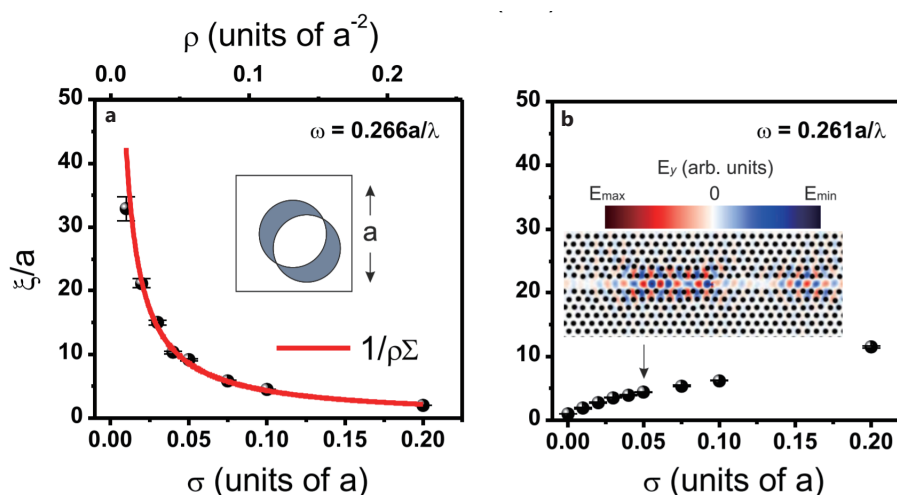 ρ (units of a⁻²)
0.0 0.1 0.2
50
40
30
20
10
0
ξ/a
a
ω = 0.266a/λ
a
1/ρΣ
0.00 0.05 0.10 0.15 0.20
σ (units of a)
50
40
30
20
10
0
b
ω = 0.261a/λ
Ey (arb. units)
Emax 0 Emin
0.00 0.05 0.10 0.15 0.20
σ (units of a)